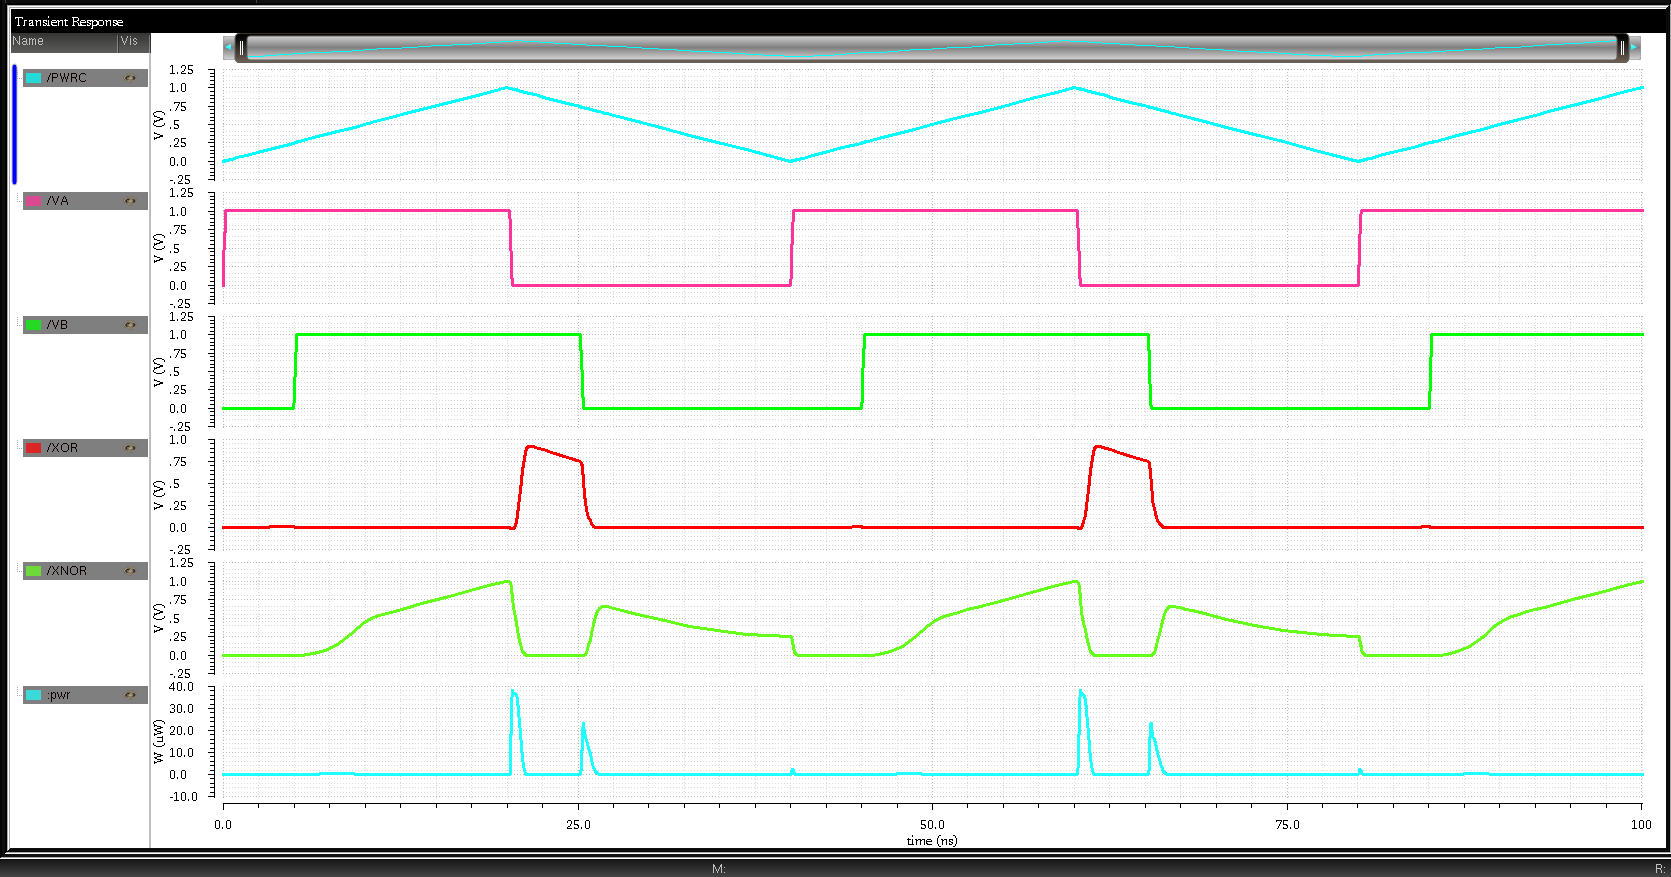 Transient Response
Name Vis
/PWRC
1.25
1.0
.75
.5
.25
0.0
-.25
V (V)
/VA
1.25
1.0
.75
.5
.25
0.0
-.25
V (V)
/VB
1.25
1.0
.75
.5
.25
0.0
-.25
V (V)
/XOR
1.0
.75
.5
.25
0.0
-.25
V (V)
/XNOR
1.25
1.0
.75
.5
.25
0.0
-.25
V (V)
:pwr
40.0
30.0
20.0
10.0
0.0
-10.0
W (uW)
0.0 25.0 50.0 75.0 100
time (ns)
M: R: